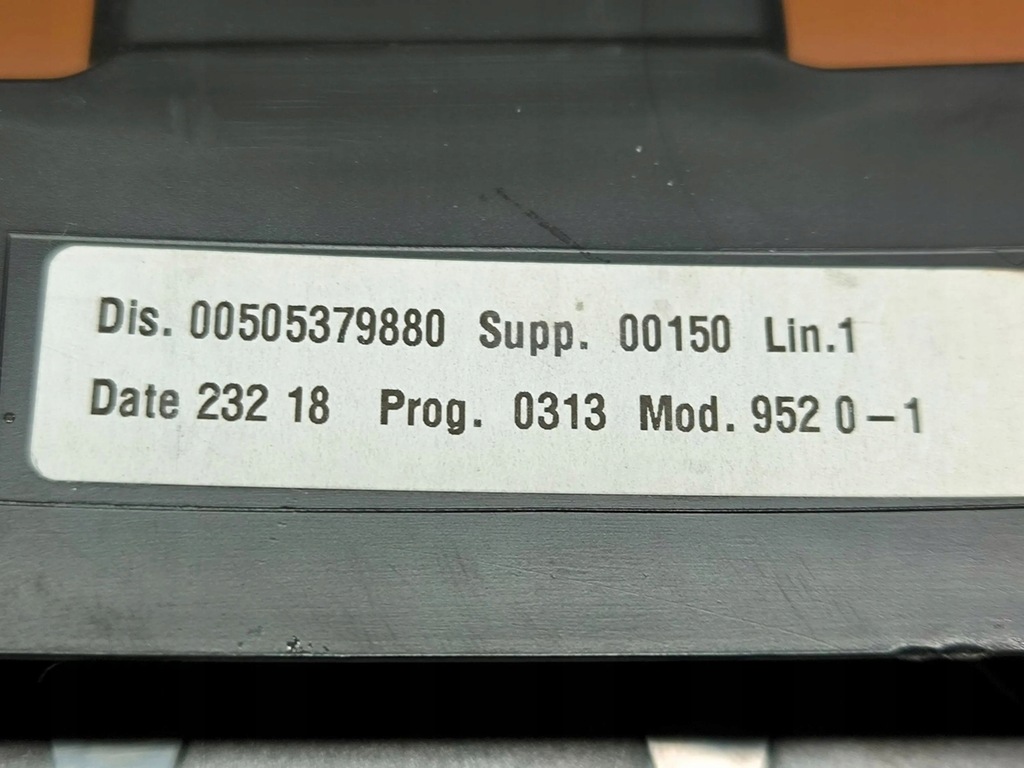 Dis. 00505379880 Supp. 00150 Lin.1
Date 232 18 Prog. 0313 Mod. 952 0-1